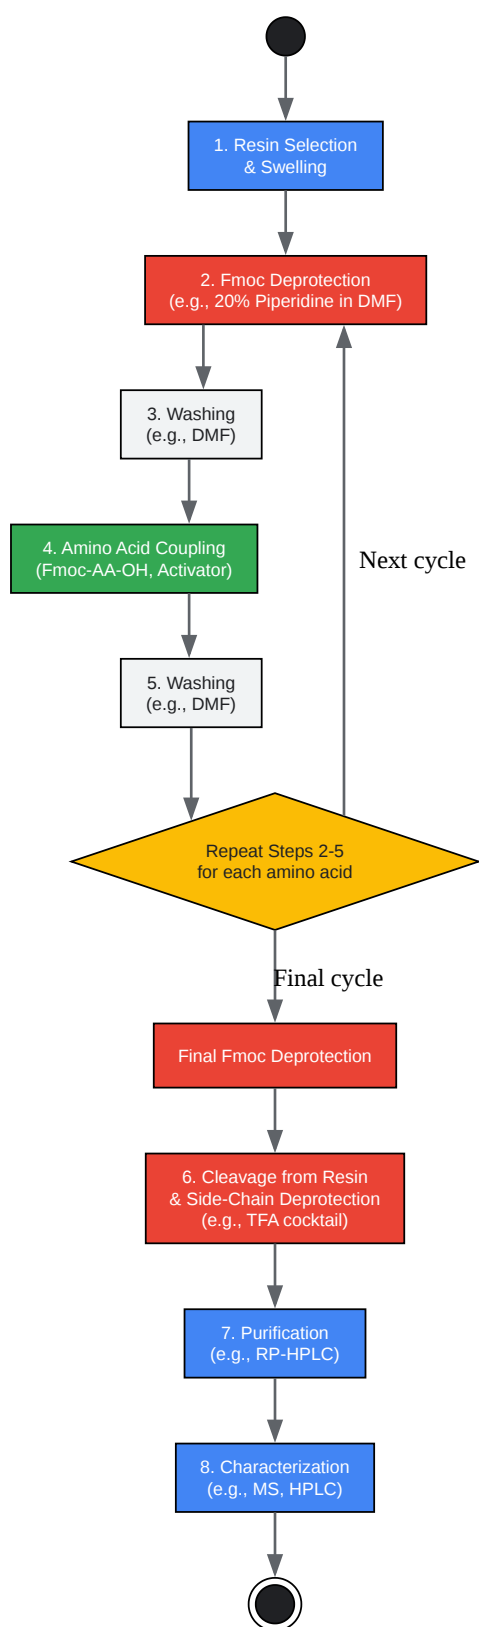 1. Resin Selection
& Swelling
2. Fmoc Deprotection
(e.g., 20% Piperidine in DMF)
3. Washing
(e.g., DMF)
4. Amino Acid Coupling
(Fmoc-AA-OH, Activator)
Next cycle
5. Washing
(e.g., DMF)
Repeat Steps 2-5
for each amino acid
Final cycle
Final Fmoc Deprotection
6. Cleavage from Resin
& Side-Chain Deprotection
(e.g., TFA cocktail)
7. Purification
(e.g., RP-HPLC)
8. Characterization
(e.g., MS, HPLC)